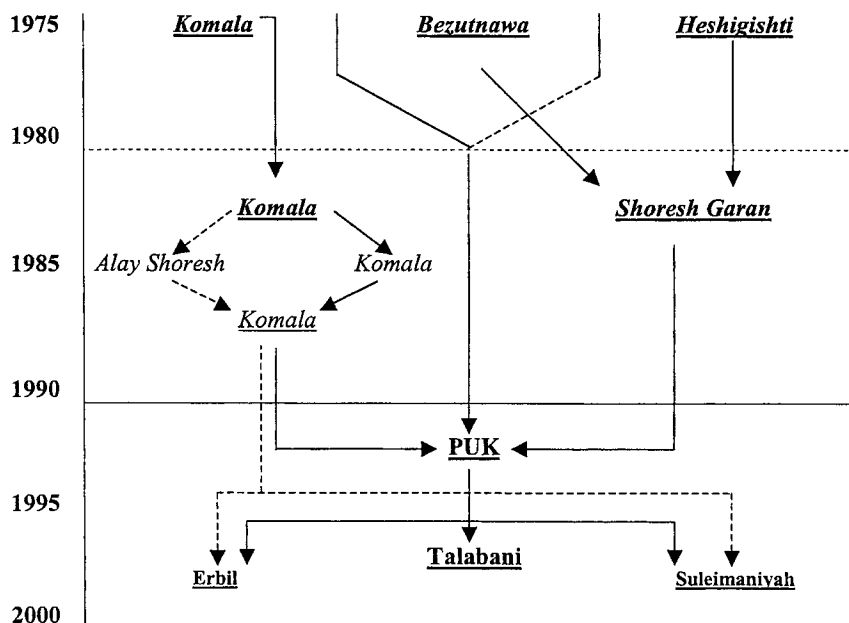 1975 Komala Bezutnawa Heshigishti
1980
Komala Shoresh Garan
1985 Alay Shoresh Komala
Komala
1990
PUK
1995
Talabani
Erbil Suleimaniyah
2000